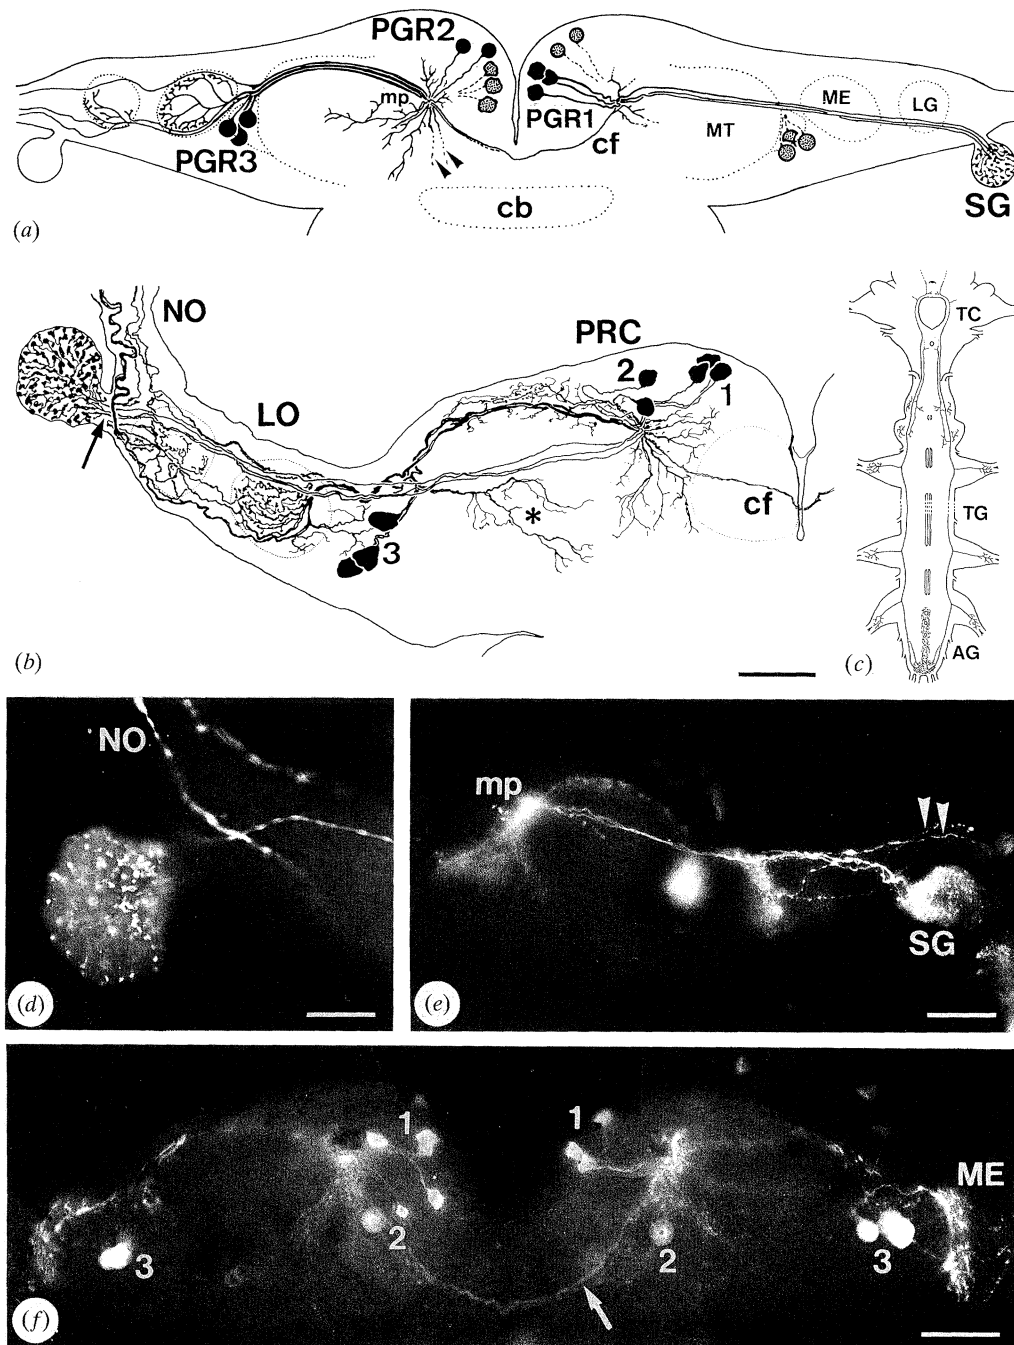 PGR2
mp
PGR3
PGR1
cf
MT
ME
LG
SG
cb
(a)
NO
PRC
2
1
LO
3
*
cf
(b)
TC
TG
AG
(c)
NO
(d)
mp
SG
(e)
1
1
ME
2
2
3
3
(f)